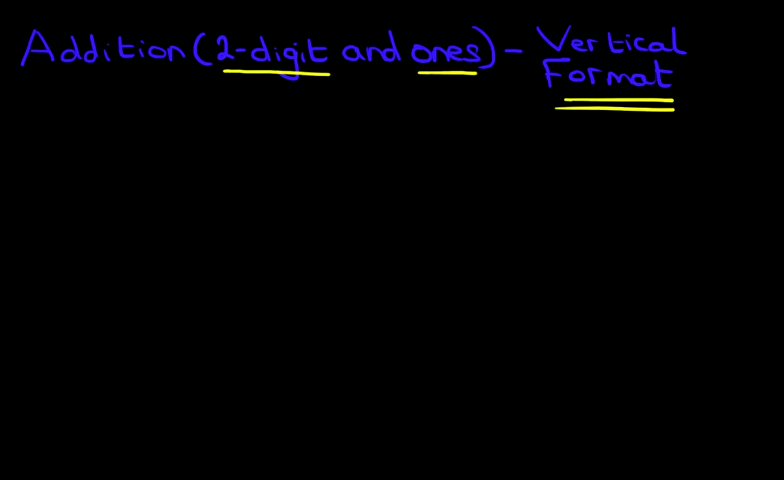 Addition (2-digit and ones) - Vertical
Format